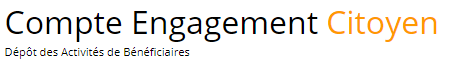 Compte Engagement Citoyen
Dépôt des Activités de Bénéficiaires